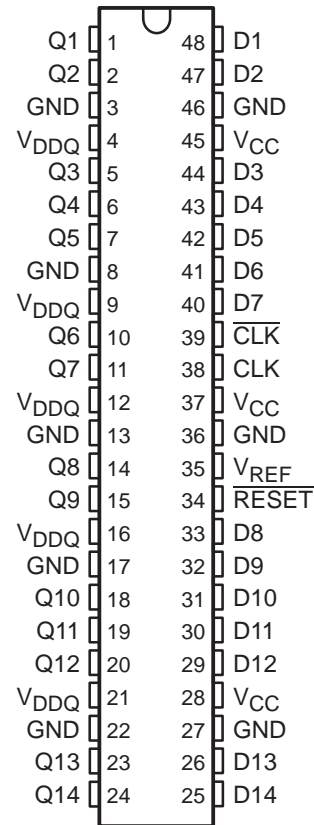 Q1 1 48 D1
Q2 2 47 D2
GND 3 46 GND
VDDQ 4 45 VCC
Q3 5 44 D3
Q4 6 43 D4
Q5 7 42 D5
GND 8 41 D6
VDDQ 9 40 D7
Q6 10 39 CLK
Q7 11 38 CLK
VDDQ 12 37 VCC
GND 13 36 GND
Q8 14 35 VREF
Q9 15 34 RESET
VDDQ 16 33 D8
GND 17 32 D9
Q10 18 31 D10
Q11 19 30 D11
Q12 20 29 D12
VDDQ 21 28 VCC
GND 22 27 GND
Q13 23 26 D13
Q14 24 25 D14